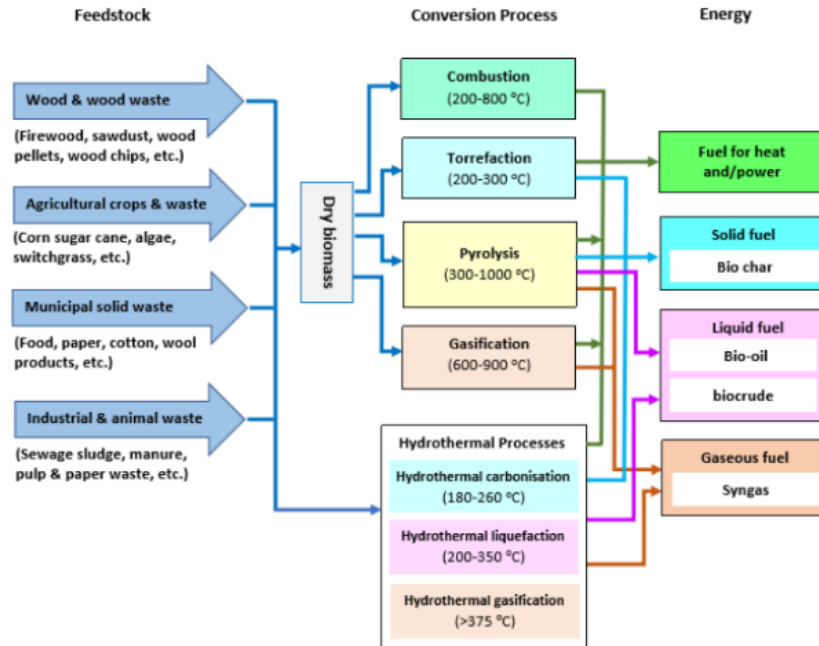 Feedstock
Conversion Process
Energy
Wood & wood waste
(Firewood, sawdust, wood
pellets, wood chips, etc.)
Agricultural crops & waste
(Corn sugar cane, algae,
switchgrass, etc.)
Municipal solid waste
(Food, paper, cotton, wool
products, etc.)
Industrial & animal waste
(Sewage sludge, manure,
pulp & paper waste, etc.)
Dry biomass
Combustion
(200-800 °C)
Torrefaction
(200-300 °C)
Pyrolysis
(300-1000 °C)
Gasification
(600-900 °C)
Hydrothermal Processes
Hydrothermal carbonisation
(180-260 °C)
Hydrothermal liquefaction
(200-350 °C)
Hydrothermal gasification
(>375 °C)
Fuel for heat
and/power
Solid fuel
Bio char
Liquid fuel
Bio-oil
biocrude
Gaseous fuel
Syngas